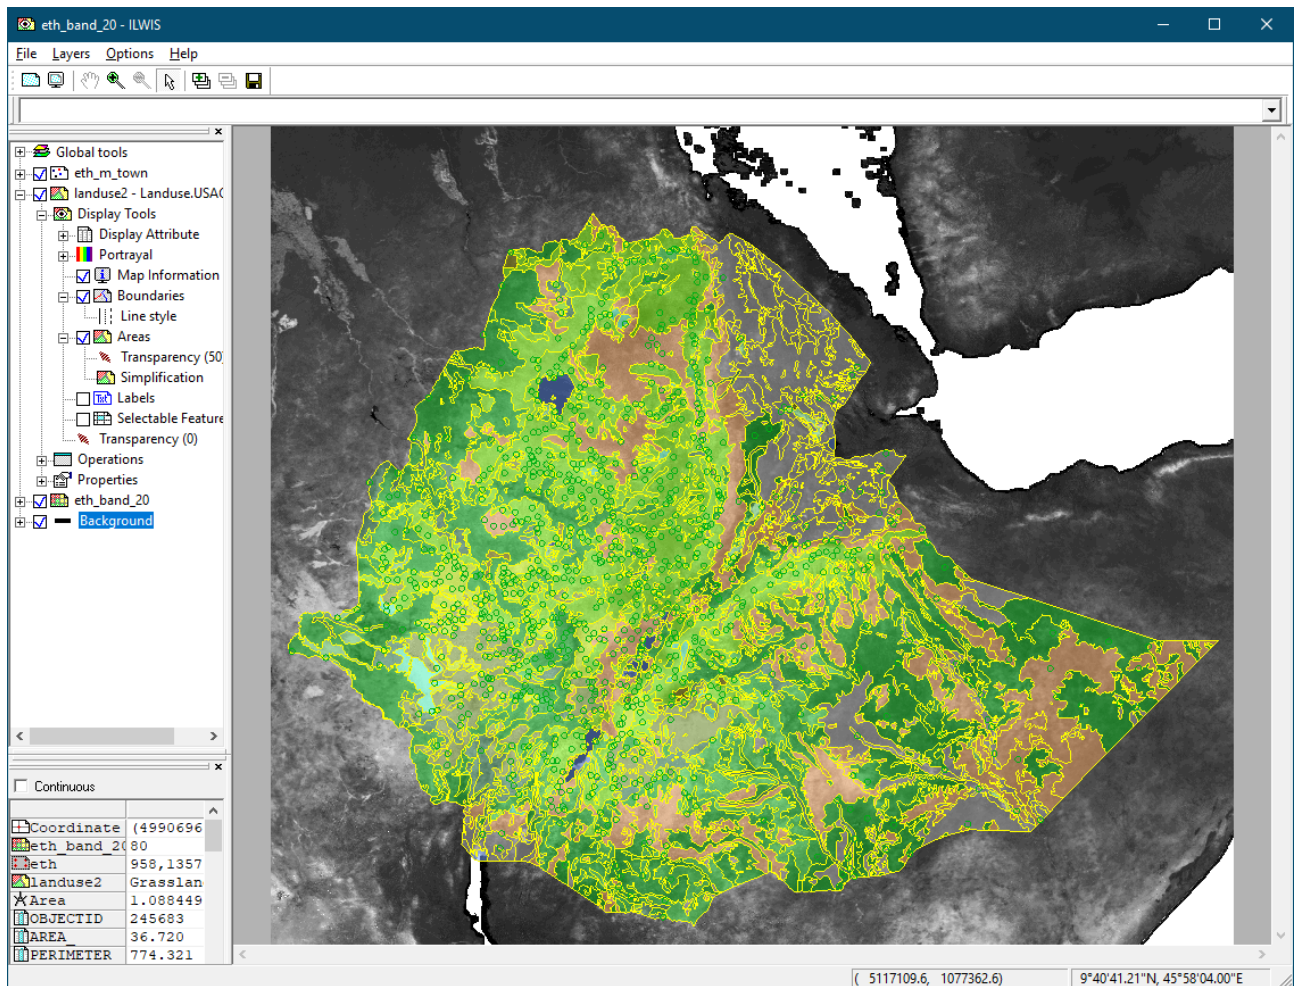 eth_band_20 - ILWIS
File Layers Options Help
Global tools
eth_m_town
landuse2 - Landuse.USAC
Display Tools
Display Attribute
Portrayal
Map Information
Boundaries
Line style
Areas
Transparency (50
Simplification
Labels
Selectable Feature
Transparency (0)
Operations
Properties
eth_band_20
Background
Continuous
Coordinate (4990696
eth_band_20 80
eth 958,1357
landuse2 Grasslan
Area 1.088449
OBJECTID 245683
AREA_ 36.720
PERIMETER 774.321
( 5117109.6, 1077362.6) 9°40'41.21"N, 45°58'04.00"E